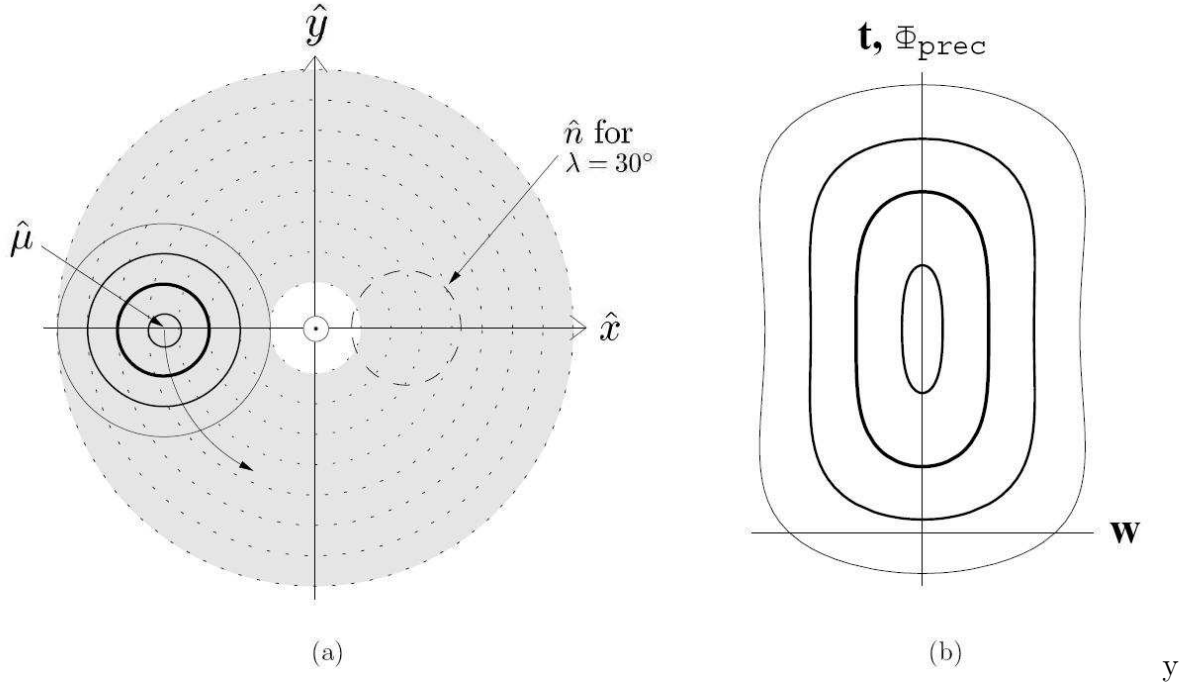 ŷ
n̂ for
λ = 30°
μ̂
x̂
(a)
t, Φprec
w
(b)
y